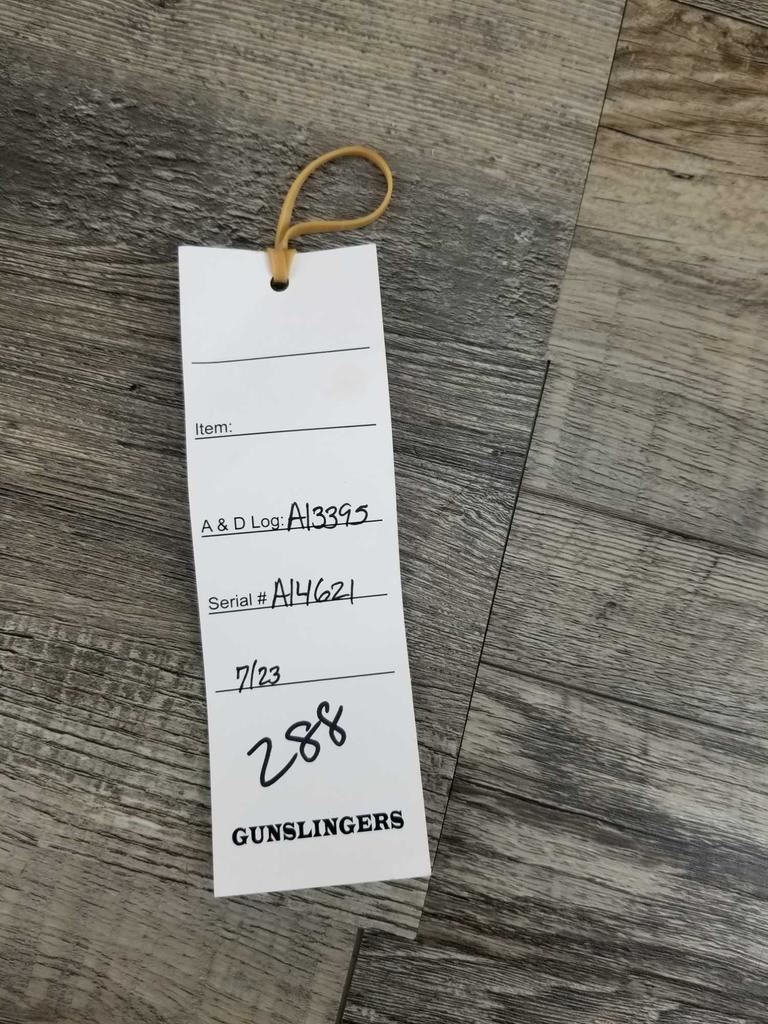 Item:
A & D Log: A13395
Serial # A14621
7/23
288
GUNSLINGERS